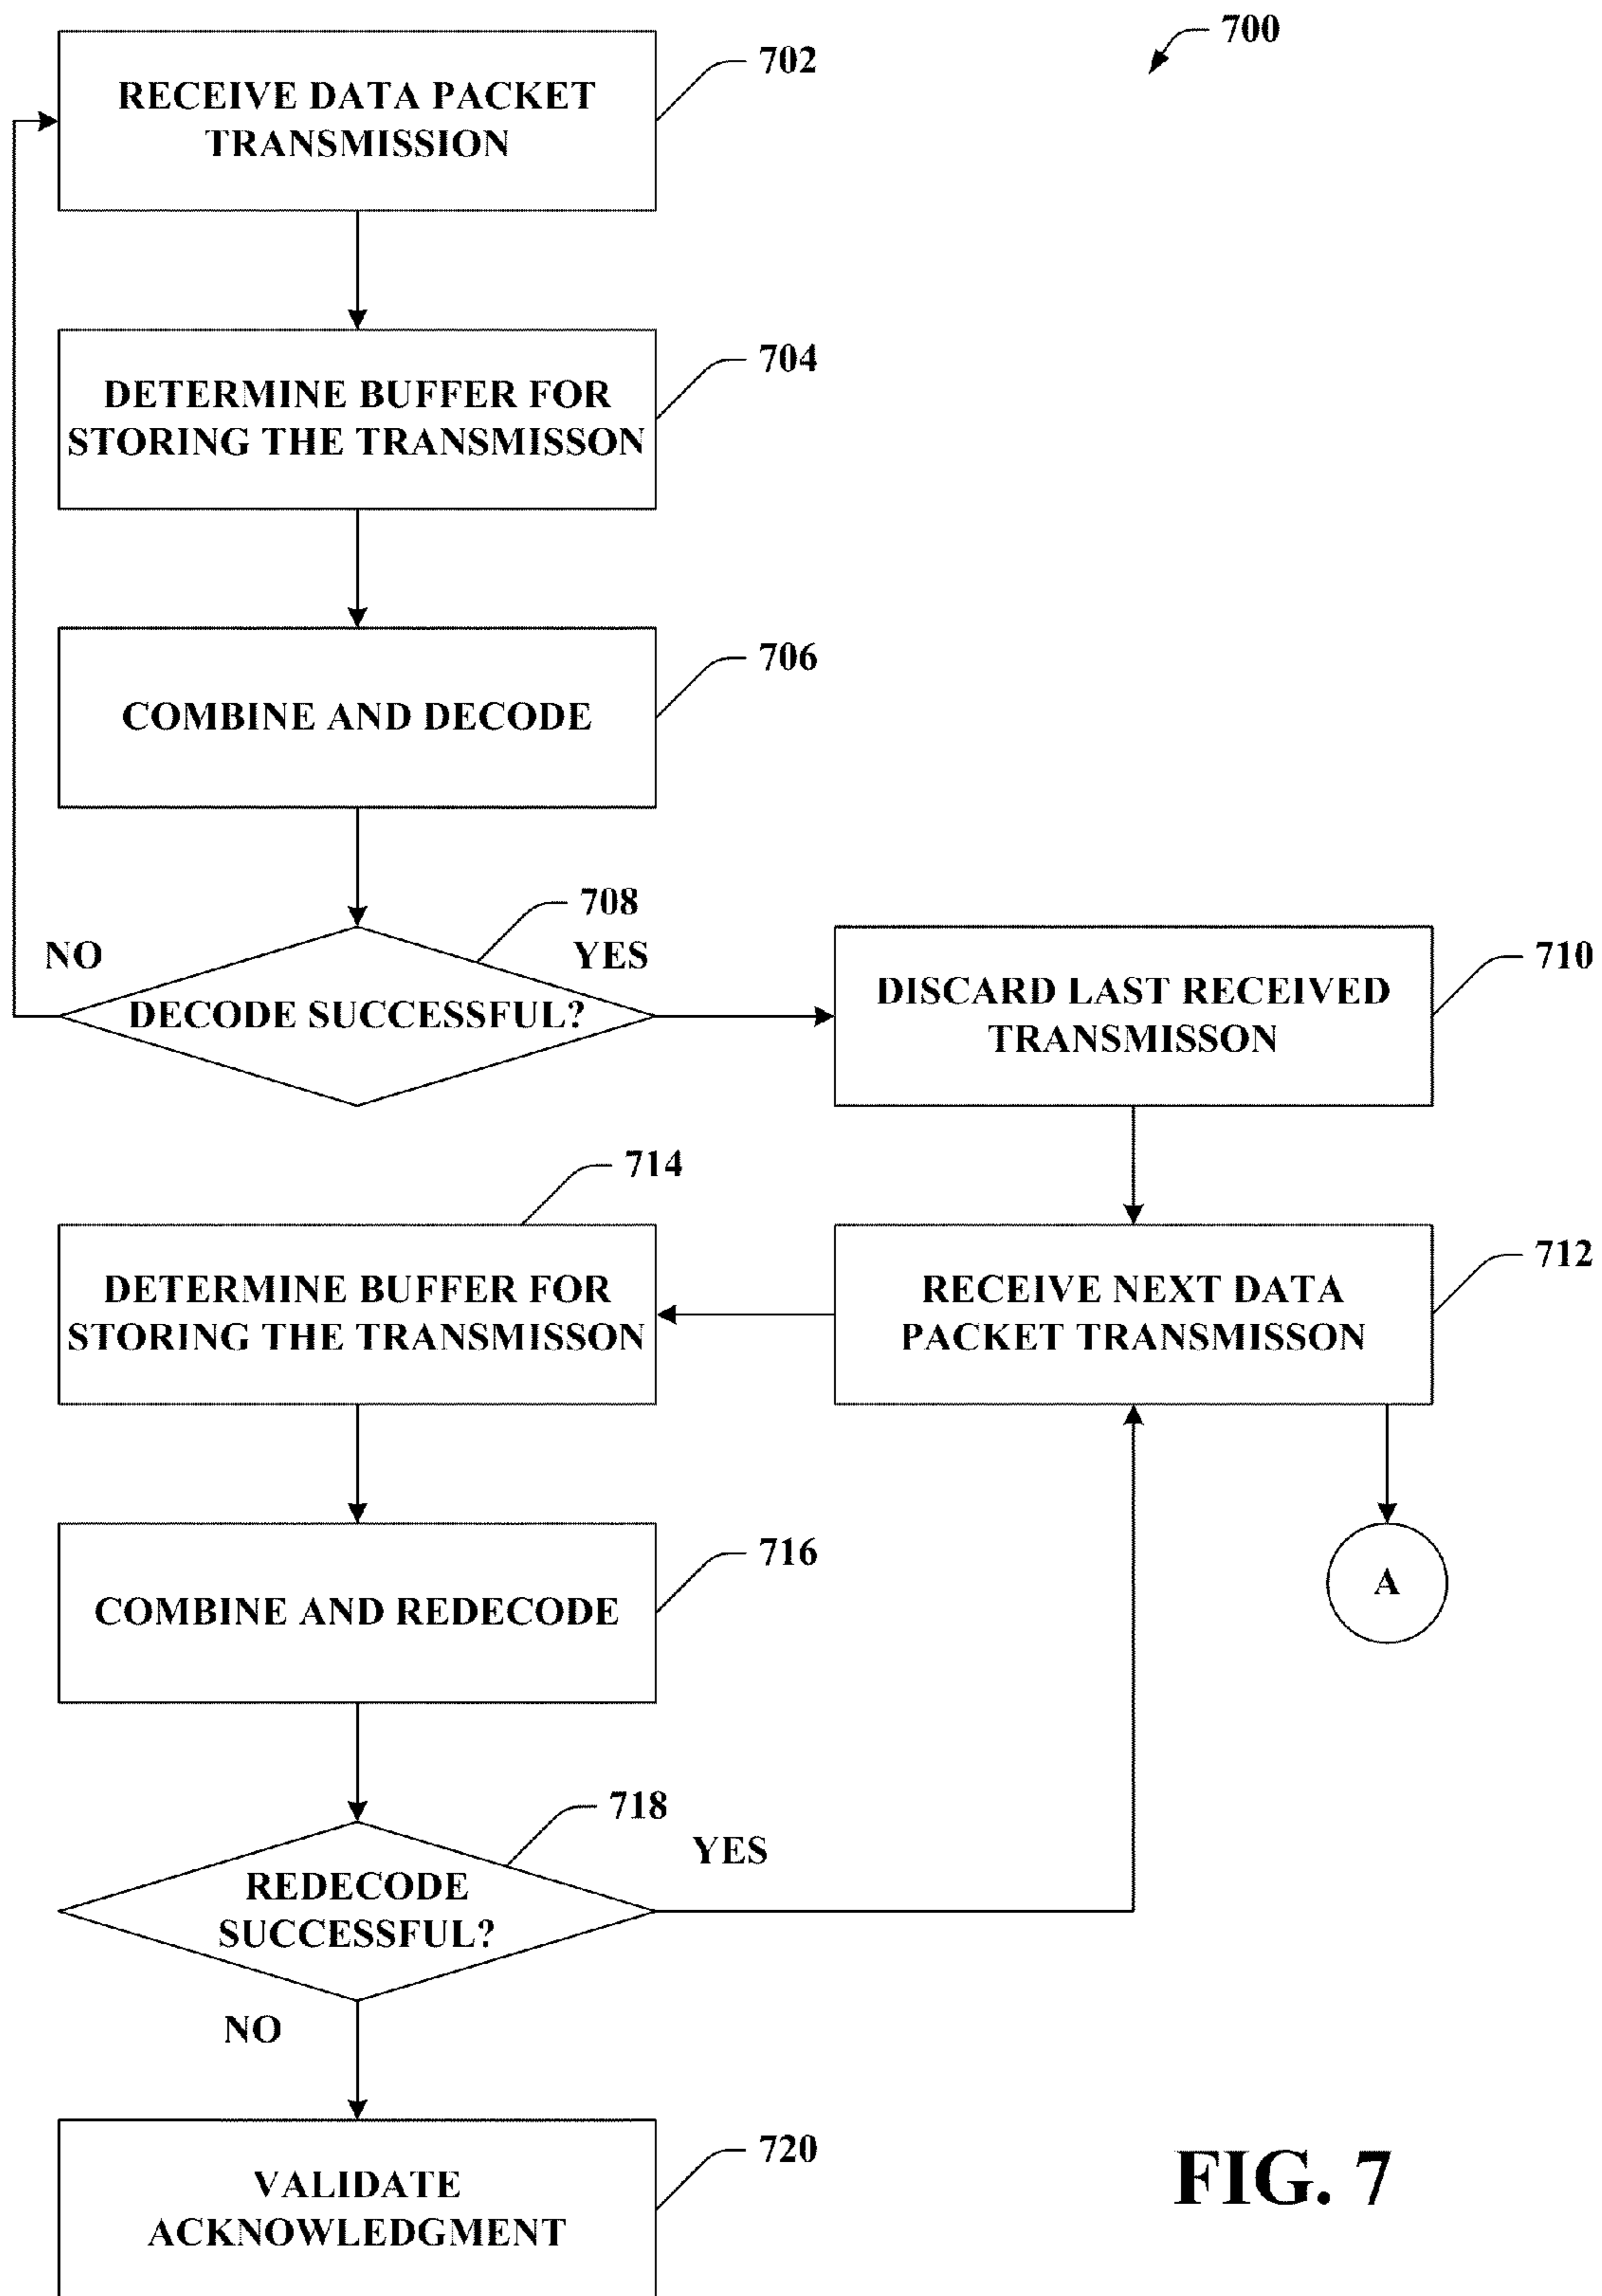 700
702
RECEIVE DATA PACKET
TRANSMISSION
704
DETERMINE BUFFER FOR
STORING THE TRANSMISSON
706
COMBINE AND DECODE
708
NO
YES
DECODE SUCCESSFUL?
710
DISCARD LAST RECEIVED
TRANSMISSON
714
712
DETERMINE BUFFER FOR
STORING THE TRANSMISSON
RECEIVE NEXT DATA
PACKET TRANSMISSON
716
COMBINE AND REDECODE
A
718
YES
REDECODE
SUCCESSFUL?
NO
720
VALIDATE
ACKNOWLEDGMENT
FIG. 7